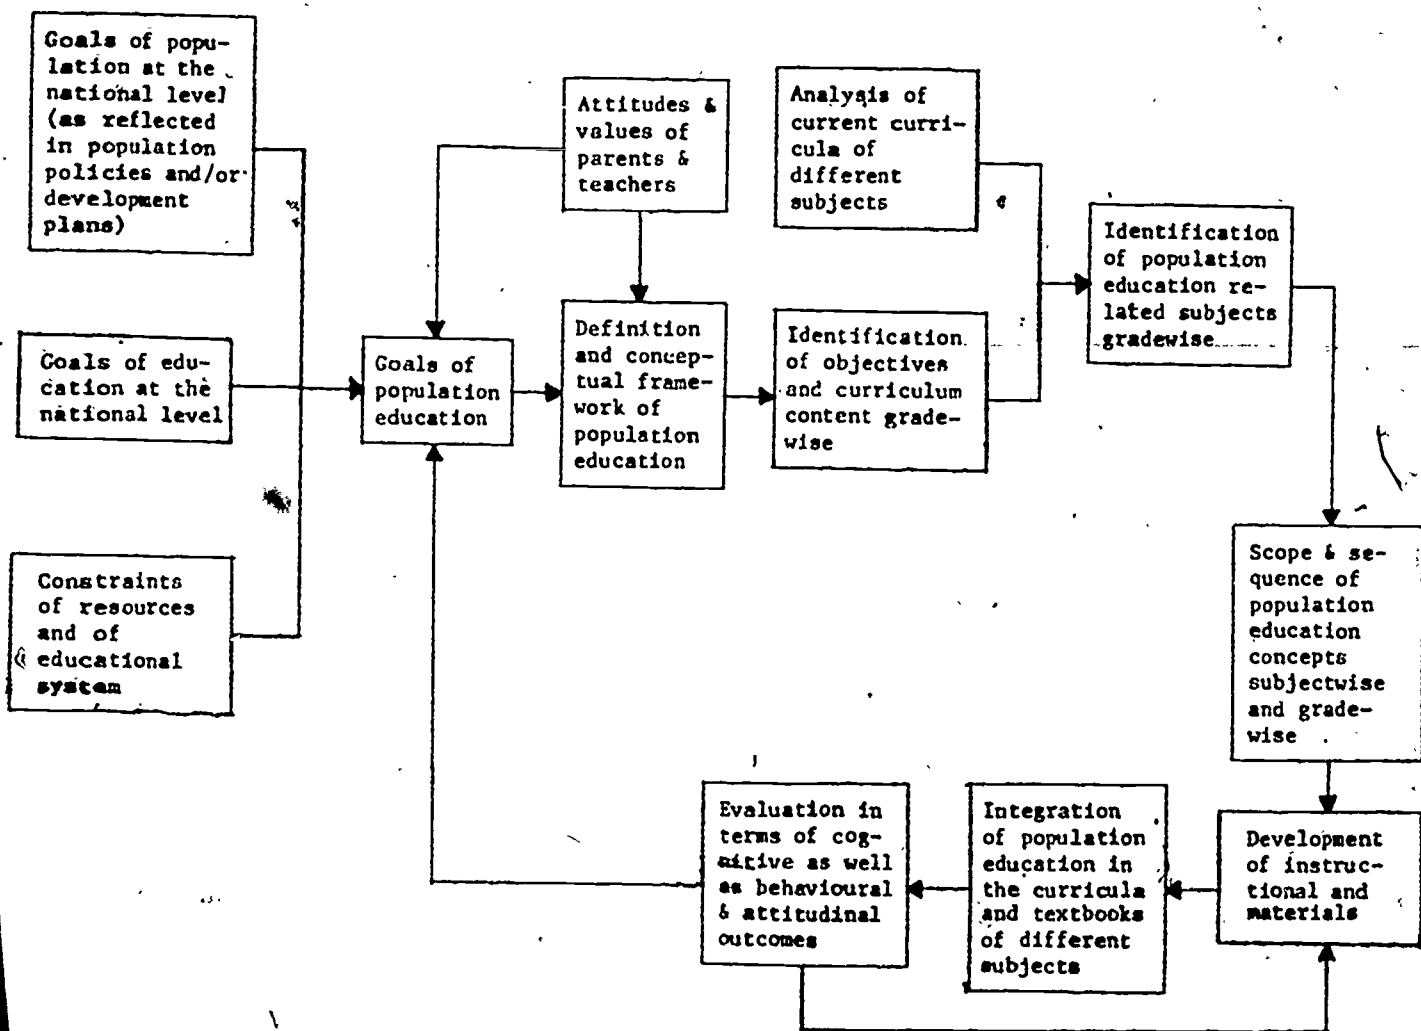 Goals of popu-
lation at the
national level
(as reflected
in population
policies and/or
development
plans)
Attitudes &
values of
parents &
teachers
Analysis of
current curri-
cula of
different
subjects
Identification
of population
education re-
lated subjects
gradewise
Goals of edu-
cation at the
national level
Goals of
population
education
Definition
and concep-
tual frame-
work of
population
education
Identification
of objectives
and curriculum
content grade-
wise
Constraints
of resources
and of
educational
system
Scope & se-
quence of
population
education
concepts
subjectwise
and grade-
wise
Evaluation in
terms of cog-
nitive as well
as behavioural
& attitudinal
outcomes
Integration
of population
education in
the curricula
and textbooks
of different
subjects
Development
of instruc-
tional and
materials